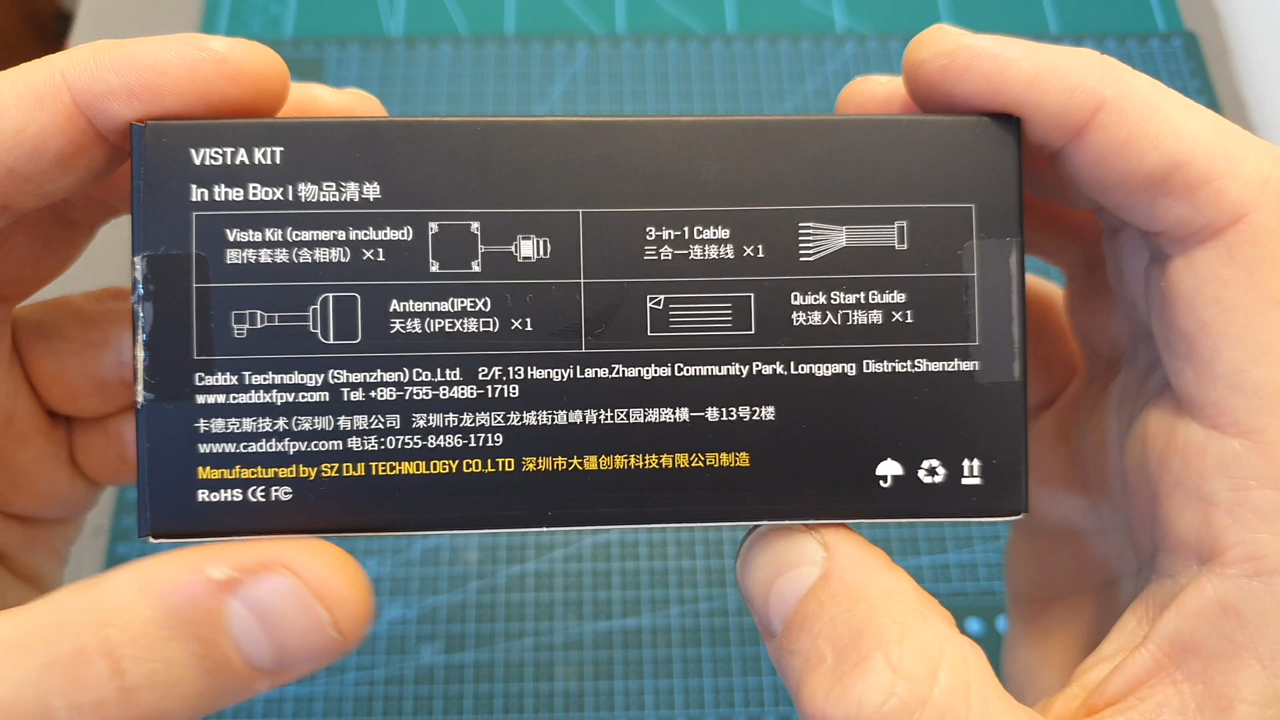 VISTA KIT
In the Box | 物品清单
Vista Kit (camera included)
图传套装(含相机) ×1
3-in-1 Cable
三合一连接线 ×1
Antenna(IPEX)
天线(IPEX接口) ×1
Quick Start Guide
快速入门指南 ×1
Caddx Technology (Shenzhen) Co.,Ltd. 2/F,13 Hengyi Lane,Zhangbei Community Park, Longgang District,Shenzhen
www.caddxfpv.com Tel: +86-755-8486-1719
卡德克斯技术(深圳)有限公司 深圳市龙岗区龙城街道嶂背社区园湖路横一巷13号2楼
www.caddxfpv.com 电话:0755-8486-1719
Manufactured by SZ DJI TECHNOLOGY CO.,LTD 深圳市大疆创新科技有限公司制造
RoHS CE FC